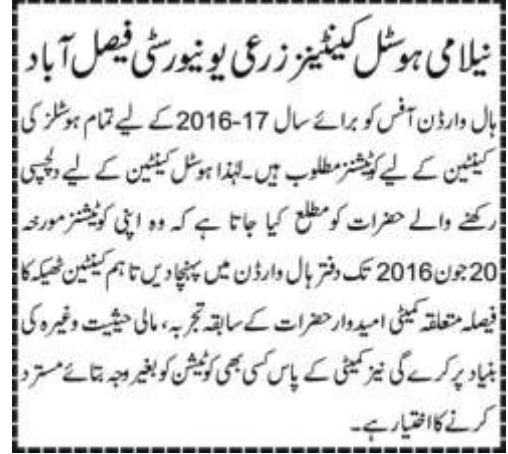 نیلامی ہوسٹل کینٹینز زرعی یونیورسٹی فیصل آباد
ہال وارڈن آفس کو برائے سال 17-2016 کے لیے تمام ہوسٹلز کی
کینٹین کے لیے کوٹیشنز مطلوب ہیں۔ لہٰذا ہوسٹل کینٹین کے لیے دلچسپی
رکھنے والے حضرات کو مطلع کیا جاتا ہے کہ وہ اپنی کوٹیشنز مورخہ
20 جون 2016 تک دفتر ہال وارڈن میں پہنچا دیں تا ہم کینٹین ٹھیکہ کا
فیصلہ متعلقہ کمیٹی امیدوار حضرات کے سابقہ تجربہ، مالی حیثیت وغیرہ کی
بنیاد پر کرے گی نیز کمیٹی کے پاس کسی بھی کوٹیشن کو بغیر وجہ بتائے مسترد
کرنے کا اختیار ہے۔